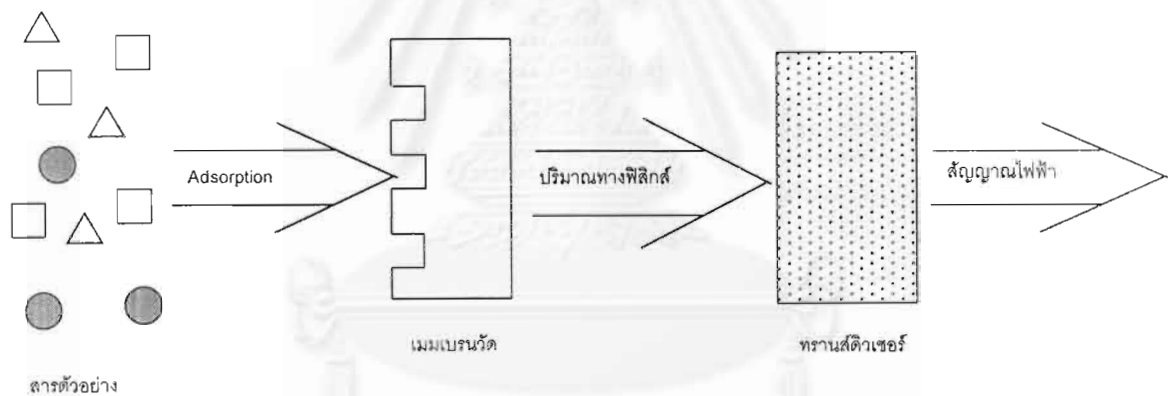 Adsorption
ปริมาณทางฟิสิกส์
สัญญาณไฟฟ้า
เมมเบรนวัด
ทรานส์ดิวเซอร์
สารตัวอย่าง